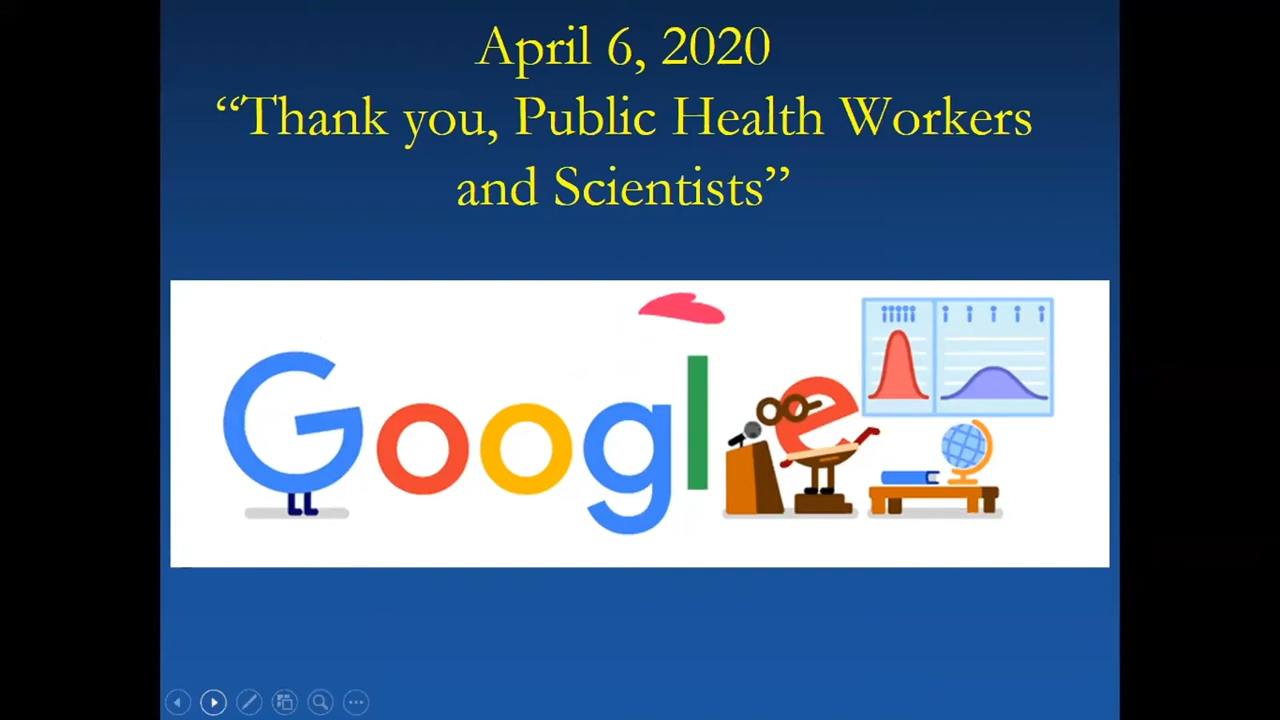 April 6, 2020
“Thank you, Public Health Workers
and Scientists”
Google